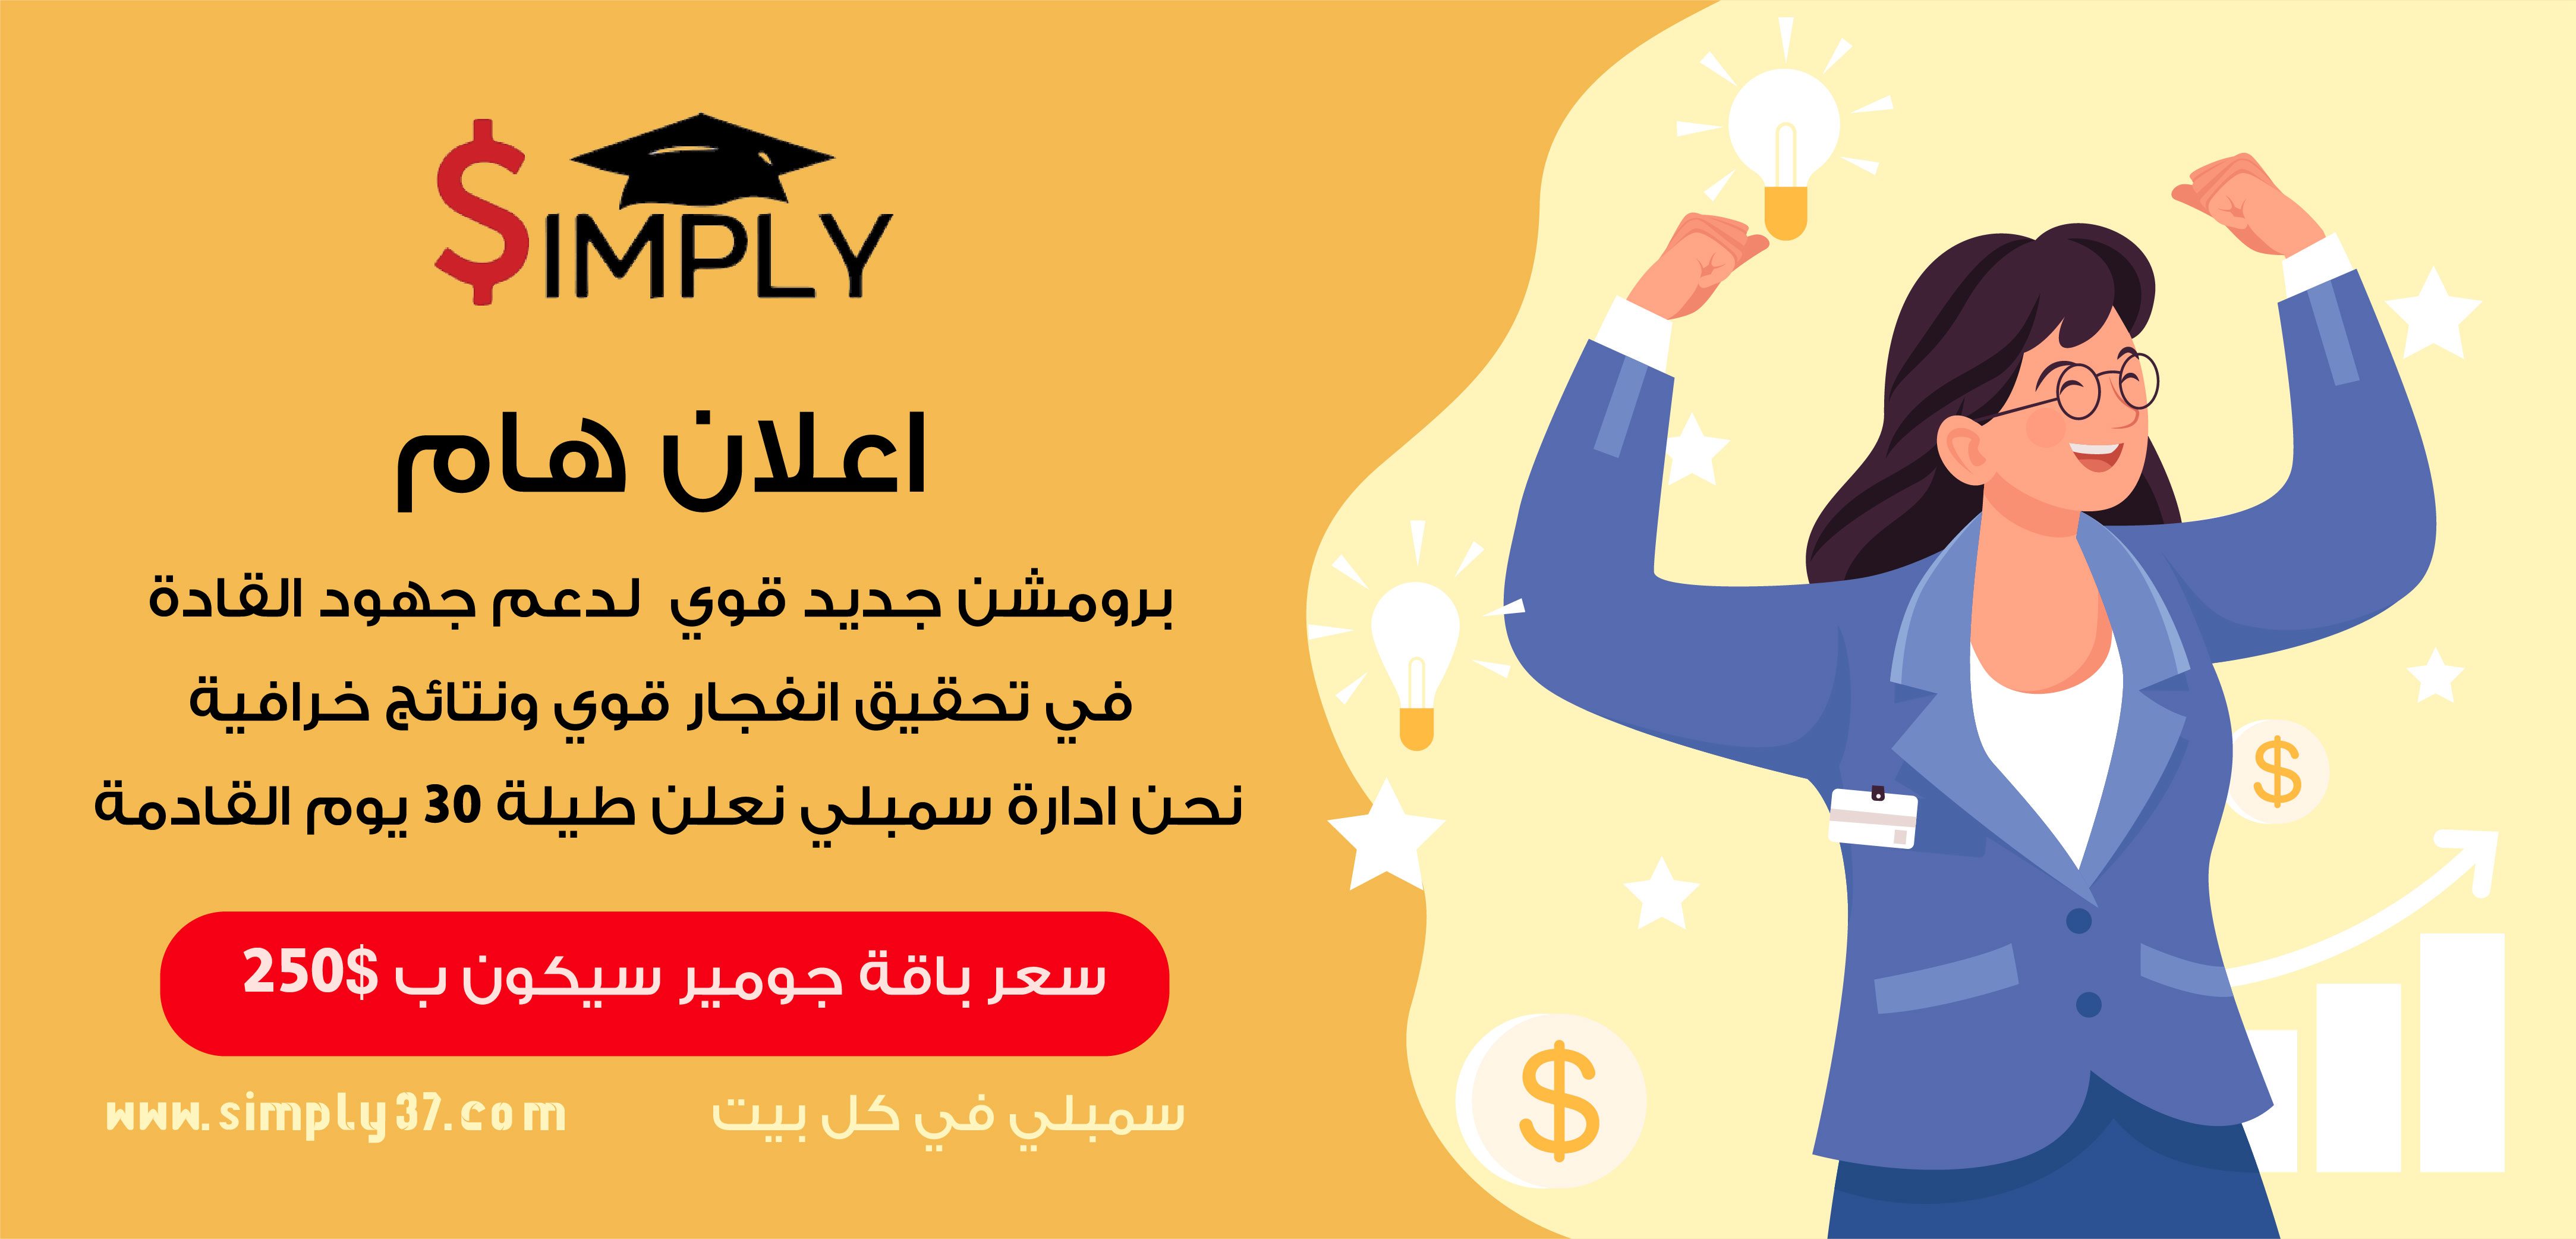 $IMPLY
اعلان هام
برومشن جديد قوي لدعم جهود القادة
في تحقيق انفجار قوي ونتائج خرافية
نحن ادارة سمبلي نعلن طيلة 30 يوم القادمة
سعر باقة جومير سيكون ب $250
سمبلي في كل بيت
www.simply37.com